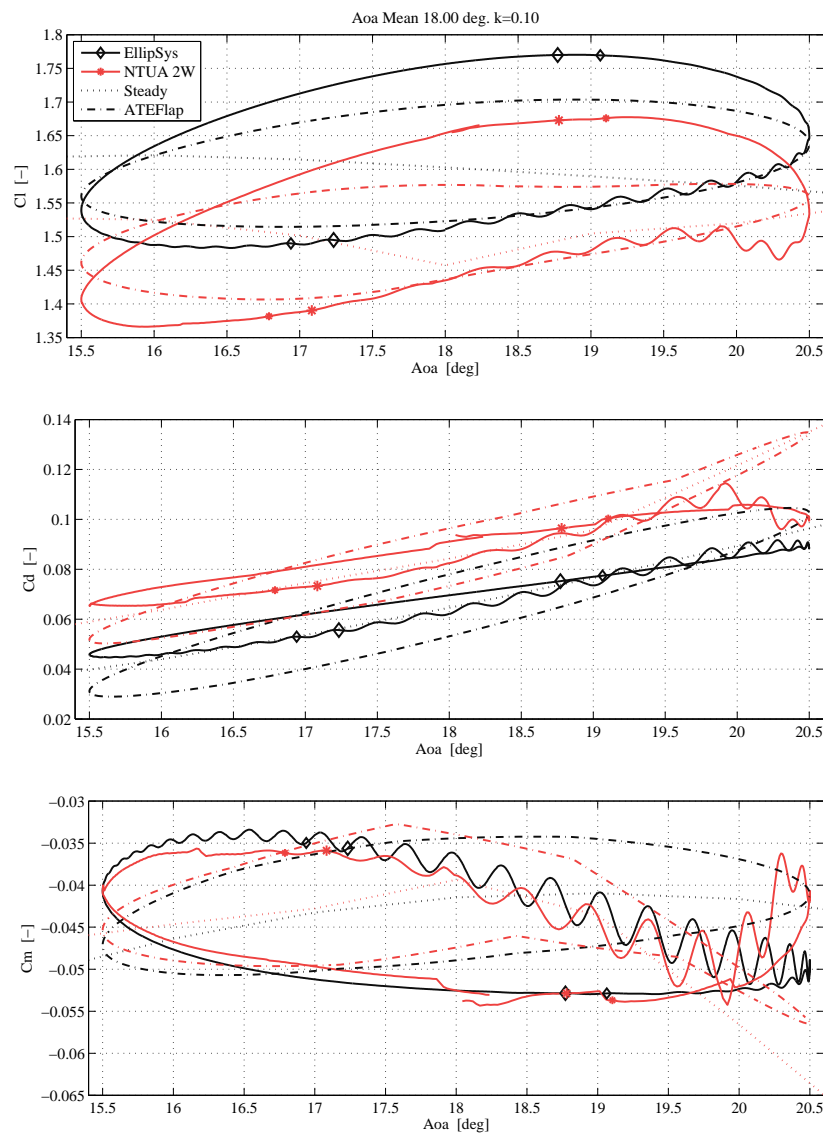 Aoa Mean 18.00 deg. k=0.10
1.8
1.75
1.7
1.65
1.6
1.55
1.5
1.45
1.4
1.35
Cl [−]
EllipSys
NTUA 2W
Steady
ATEFlap
15.5 16 16.5 17 17.5 18 18.5 19 19.5 20 20.5
Aoa [deg]
0.14
0.12
0.1
0.08
0.06
0.04
0.02
Cd [−]
15.5 16 16.5 17 17.5 18 18.5 19 19.5 20 20.5
Aoa [deg]
−0.03
−0.035
−0.04
−0.045
−0.05
−0.055
−0.06
−0.065
Cm [−]
15.5 16 16.5 17 17.5 18 18.5 19 19.5 20 20.5
Aoa [deg]